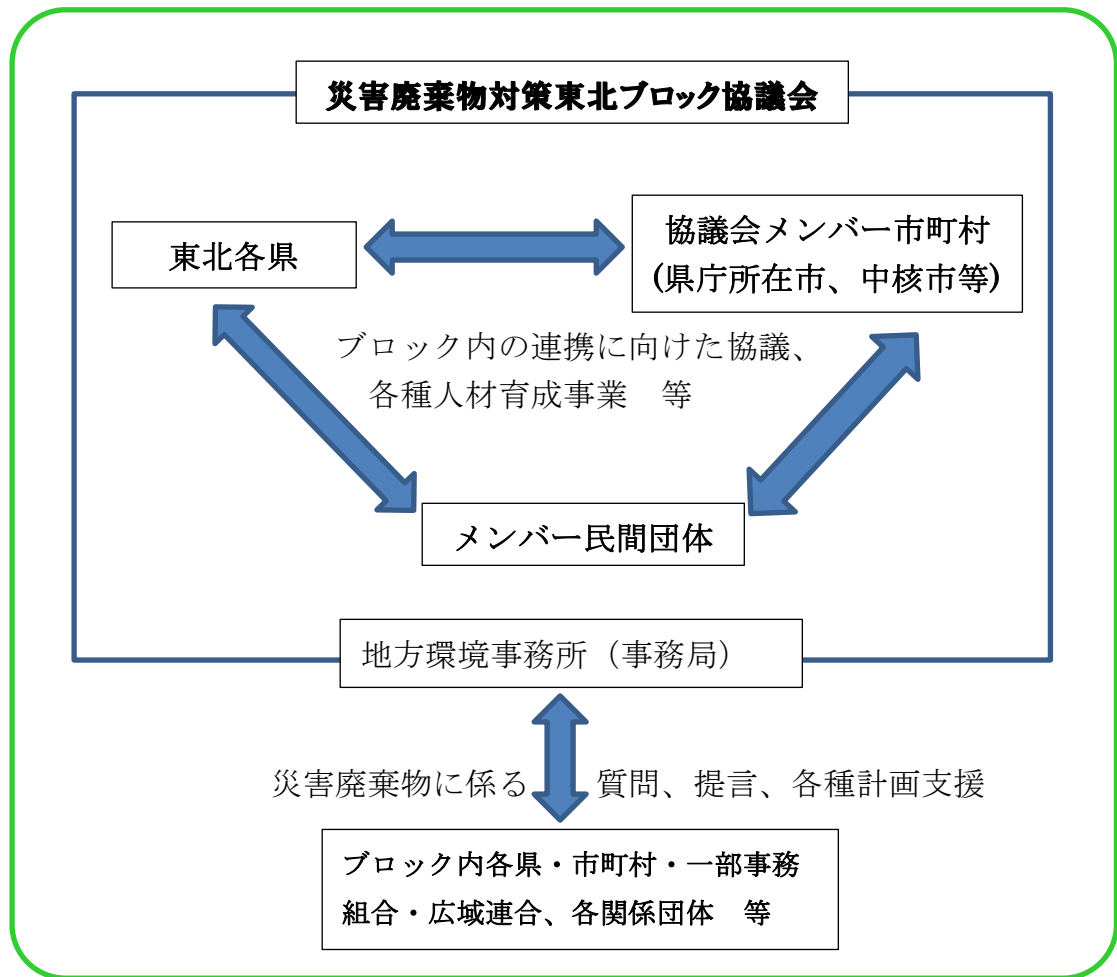 災害廃棄物対策東北ブロック協議会
東北各県
協議会メンバー市町村
(県庁所在市、中核市等)
ブロック内の連携に向けた協議、
各種人材育成事業　等
メンバー民間団体
地方環境事務所（事務局）
災害廃棄物に係る　質問、提言、各種計画支援
ブロック内各県・市町村・一部事務
組合・広域連合、各関係団体　等